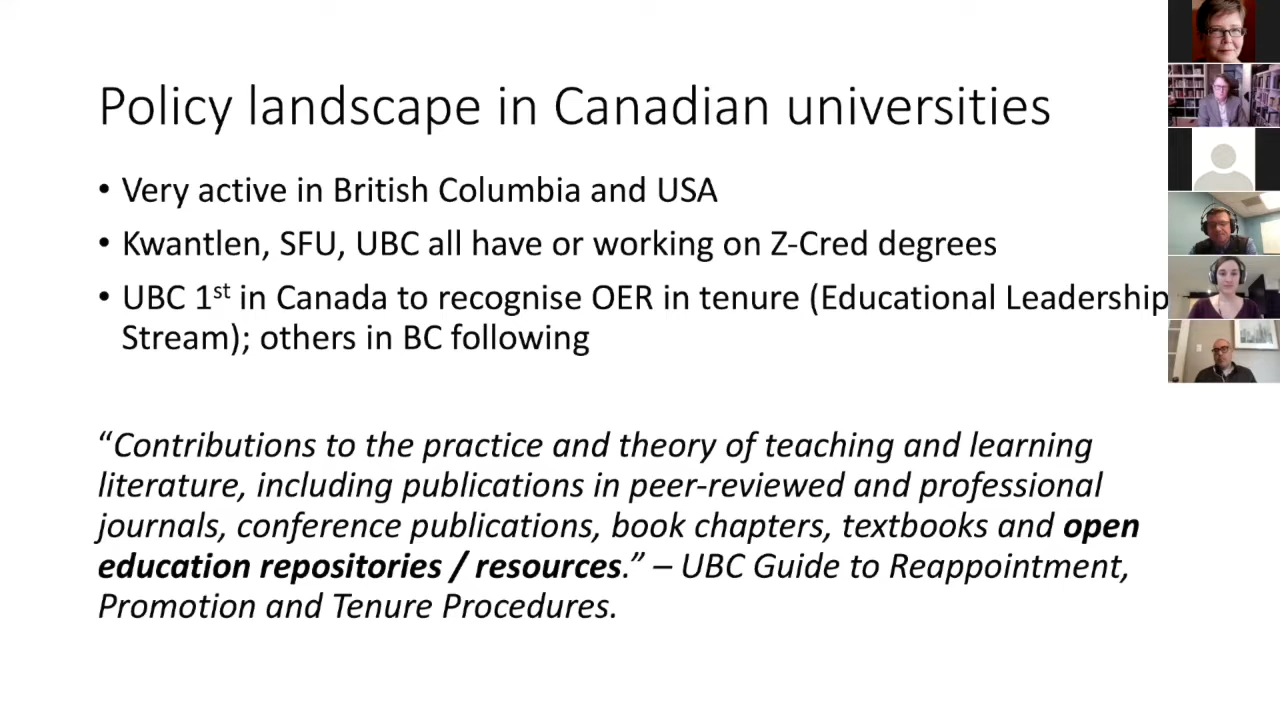 Policy landscape in Canadian universities
• Very active in British Columbia and USA
• Kwantlen, SFU, UBC all have or working on Z-Cred degrees
• UBC 1st in Canada to recognise OER in tenure (Educational Leadership
Stream); others in BC following
“Contributions to the practice and theory of teaching and learning
literature, including publications in peer-reviewed and professional
journals, conference publications, book chapters, textbooks and open
education repositories / resources.” – UBC Guide to Reappointment,
Promotion and Tenure Procedures.